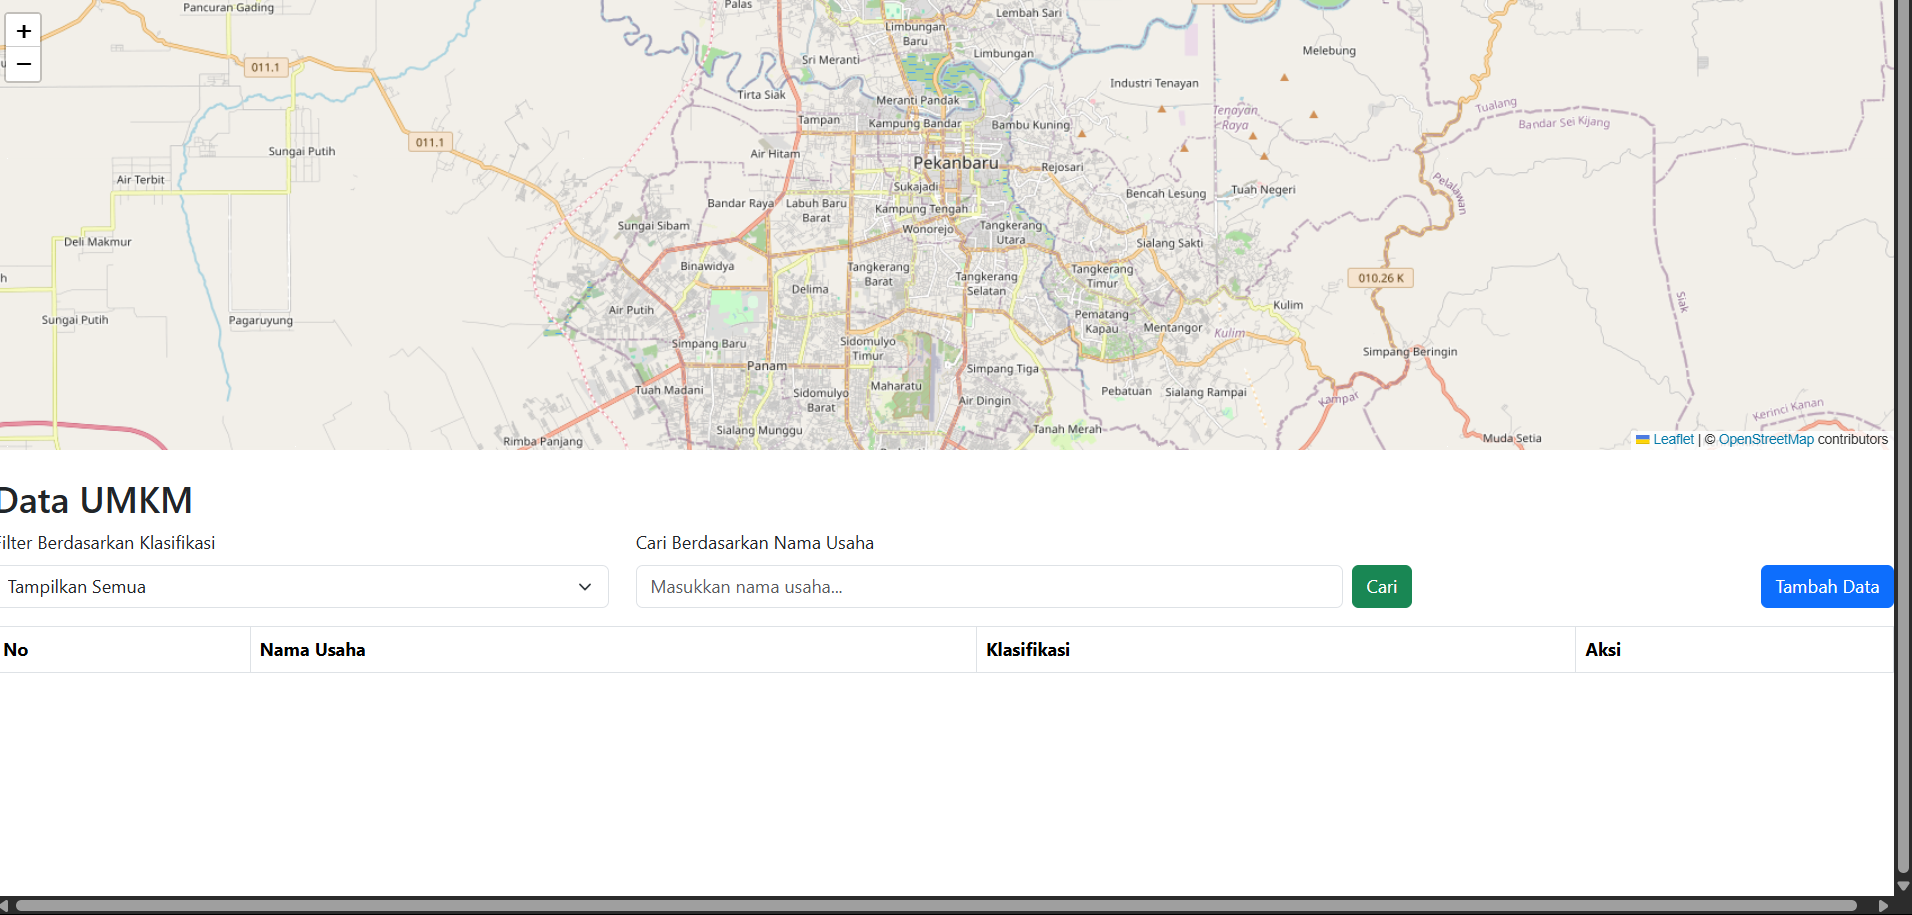 Pancuran Gading
Palas
Lembah Sari
Limbungan
Baru
Limbungan
Melebung
+
−
011.1
Sri Meranti
Industri Tenayan
Tirta Siak
Meranti Pandak
Tualang
Tenayan
Raya
Tampan
Kampung Bandar
Bambu Kuning
Bandar Sei Kijang
011.1
Sungai Putih
Air Hitam
Pekanbaru
Rejosari
Air Terbit
Sukajadi
Tuah Negeri
Bencah Lesung
Pelalawan
Bandar Raya
Labuh Baru
Barat
Kampung Tengah
Sungai Sibam
Wonorejo
Tangkerang
Utara
Deli Makmur
Sialang Sakti
Binawidya
Tangkerang
Barat
Tangkerang
Selatan
Tangkerang
Timur
010.26 K
h
Delima
Siak
Air Putih
Kulim
Sungai Putih
Pagaruyung
Pematang
Kapau
Mentangor
Kulim
Simpang Baru
Sidomulyo
Timur
Simpang Beringin
Panam
Simpang Tiga
Tuah Madani
Maharatu
Pebatuan
Sialang Rampai
Sidomulyo
Barat
Air Dingin
Kampar
Kerinci Kanan
Sialang Munggu
Tanah Merah
Rimba Panjang
Muda Setia
Leaflet | © OpenStreetMap contributors
Data UMKM
ilter Berdasarkan Klasifikasi
Cari Berdasarkan Nama Usaha
Tampilkan Semua
Masukkan nama usaha...
Cari
Tambah Data
No
Nama Usaha
Klasifikasi
Aksi